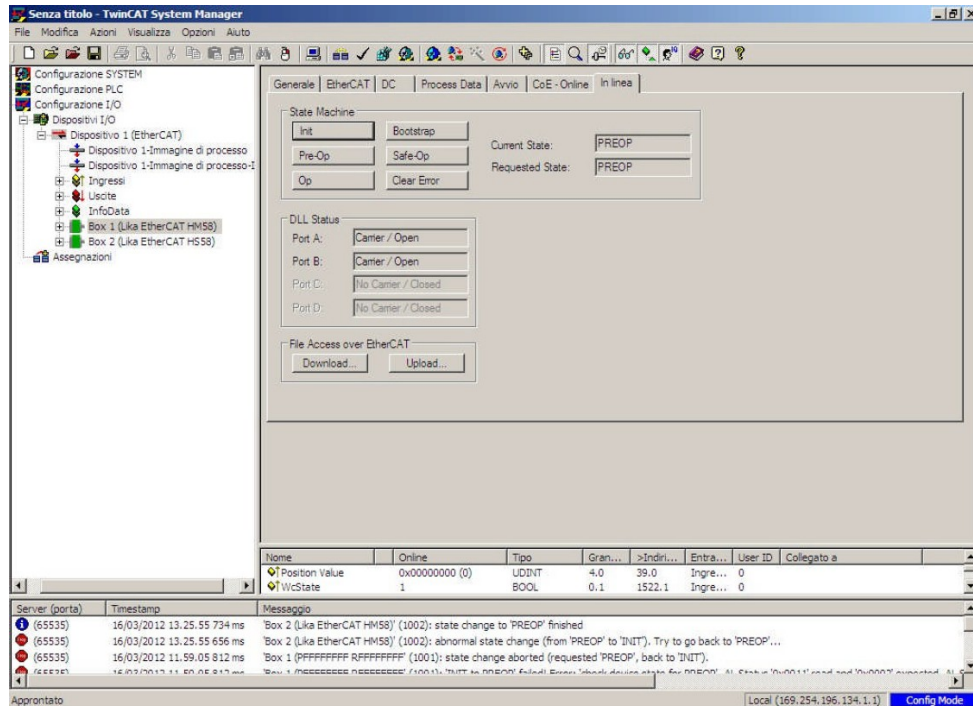 Senza titolo - TwinCAT System Manager
File Modifica Azioni Visualizza Opzioni Aiuto
Configurazione SYSTEM
Configurazione PLC
Configurazione I/O
Dispositivi I/O
Dispositivo 1 (EtherCAT)
Dispositivo 1-Immagine di processo
Dispositivo 1-Immagine di processo-I
Ingressi
Uscite
InfoData
Box 1 (Lika EtherCAT HM58)
Box 2 (Lika EtherCAT HS58)
Assegnazioni
Generale EtherCAT DC Process Data Avvio CoE - Online In linea
State Machine
Init Bootstrap
Pre-Op Safe-Op
Op Clear Error
Current State: PREOP
Requested State: PREOP
DLL Status
Port A: Carrier / Open
Port B: Carrier / Open
Port C: No Carrier / Closed
Port D: No Carrier / Closed
File Access over EtherCAT
Download... Upload...
Nome Online Tipo Gran... >Indiri... Entra... User ID Collegato a
Position Value 0x00000000 (0) UDINT 4.0 39.0 Ingre... 0
WcState 1 BOOL 0.1 1522.1 Ingre... 0
Server (porta) Timestamp Messaggio
(65535) 16/03/2012 13.25.55 734 ms 'Box 2 (Like EtherCAT HM58)' (1002): state change to 'PREOP' finished
(65535) 16/03/2012 13.25.55 656 ms 'Box 2 (Like EtherCAT HM58)' (1002): abnormal state change (from 'PREOP' to 'INIT'). Try to go back to 'PREOP'...
(65535) 16/03/2012 11.59.05 812 ms 'Box 1 (PFFFFFFFF RFFFFFFFF)' (1001): state change aborted (requested 'PREOP', back to 'INIT').
Approntato Local (169.254.196.134.1.1) Config Mode